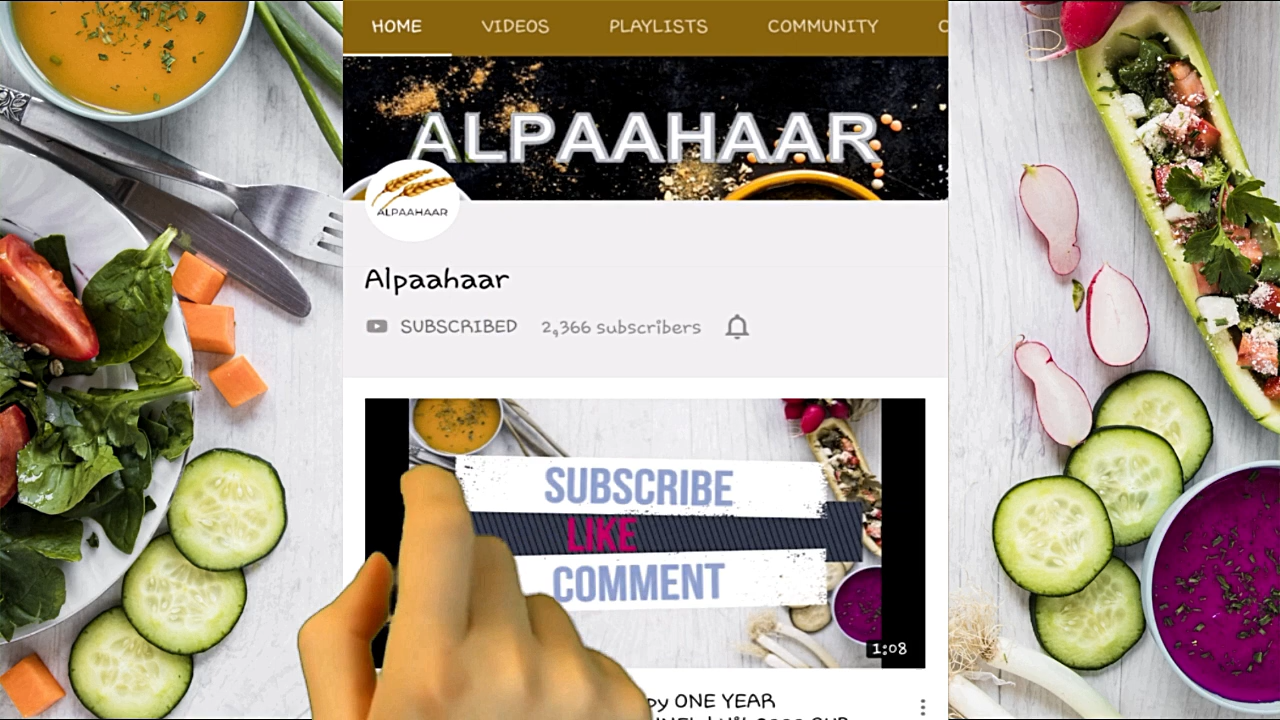 HOME VIDEOS PLAYLISTS COMMUNITY
ALPAAHAAR
ALPAAHAAR
Alpaahaar
SUBSCRIBED 2,366 subscribers
SUBSCRIBE
LIKE
COMMENT
1:08
ONE YEAR